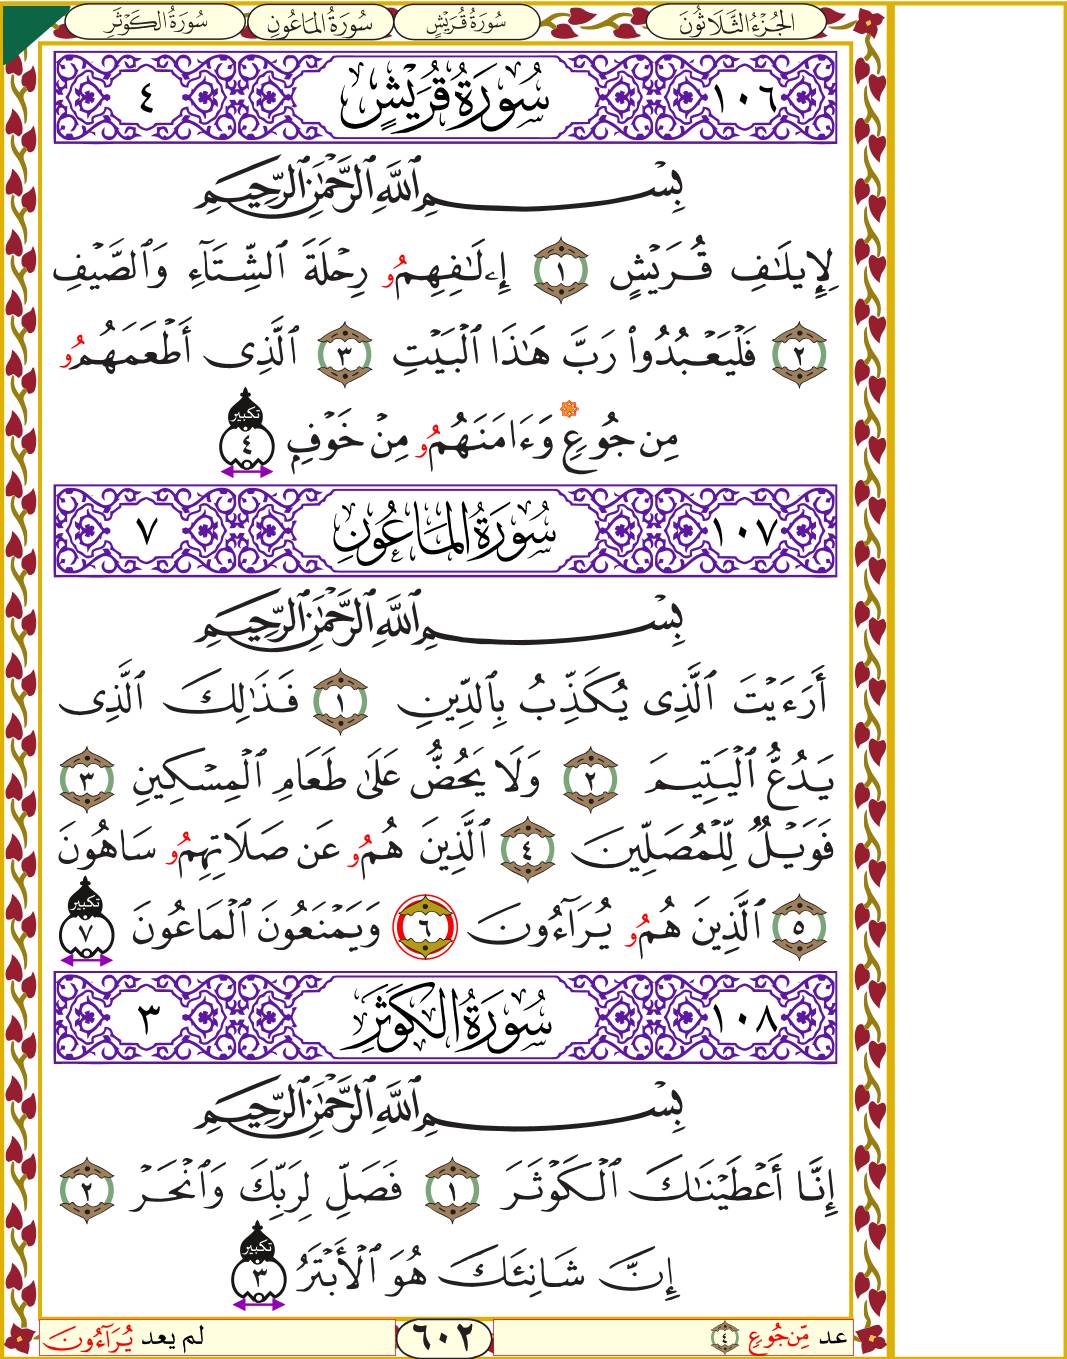 الجُزْءُ الثَّلَاثُونَ سُورَةُ قُرَيْشٍ سُورَةُ المَاعُونِ سُورَةُ الكَوْثَرِ
١٠٦ سُورَةُ قُرَيْشٍ ٤
بِسْمِ ٱللَّهِ ٱلرَّحْمَٰنِ ٱلرَّحِيمِ
لِإِيلَٰفِ قُرَيْشٍ ١ إِۦلَٰفِهِمُۥ رِحْلَةَ ٱلشِّتَآءِ وَٱلصَّيْفِ
٢ فَلْيَعْبُدُوا۟ رَبَّ هَٰذَا ٱلْبَيْتِ ٣ ٱلَّذِى أَطْعَمَهُمُۥ
مِن جُوعٍ وَءَامَنَهُمُۥ مِنْ خَوْفٍ تكبير ٤
١٠٧ سُورَةُ المَاعُونِ ٧
بِسْمِ ٱللَّهِ ٱلرَّحْمَٰنِ ٱلرَّحِيمِ
أَرَءَيْتَ ٱلَّذِى يُكَذِّبُ بِٱلدِّينِ ١ فَذَٰلِكَ ٱلَّذِى
يَدُعُّ ٱلْيَتِيمَ ٢ وَلَا يَحُضُّ عَلَىٰ طَعَامِ ٱلْمِسْكِينِ ٣
فَوَيْلٌ لِّلْمُصَلِّينَ ٤ ٱلَّذِينَ هُمُۥ عَن صَلَاتِهِمُۥ سَاهُونَ
٥ ٱلَّذِينَ هُمُۥ يُرَآءُونَ ٦ وَيَمْنَعُونَ ٱلْمَاعُونَ تكبير ٧
١٠٨ سُورَةُ الكَوْثَرِ ٣
بِسْمِ ٱللَّهِ ٱلرَّحْمَٰنِ ٱلرَّحِيمِ
إِنَّا أَعْطَيْنَٰكَ ٱلْكَوْثَرَ ١ فَصَلِّ لِرَبِّكَ وَٱنْحَرْ ٢
إِنَّ شَانِئَكَ هُوَ ٱلْأَبْتَرُ تكبير ٣
عد مِّن جُوعٍ ٤ ٦٠٢ لم يعد يُرَآءُونَ